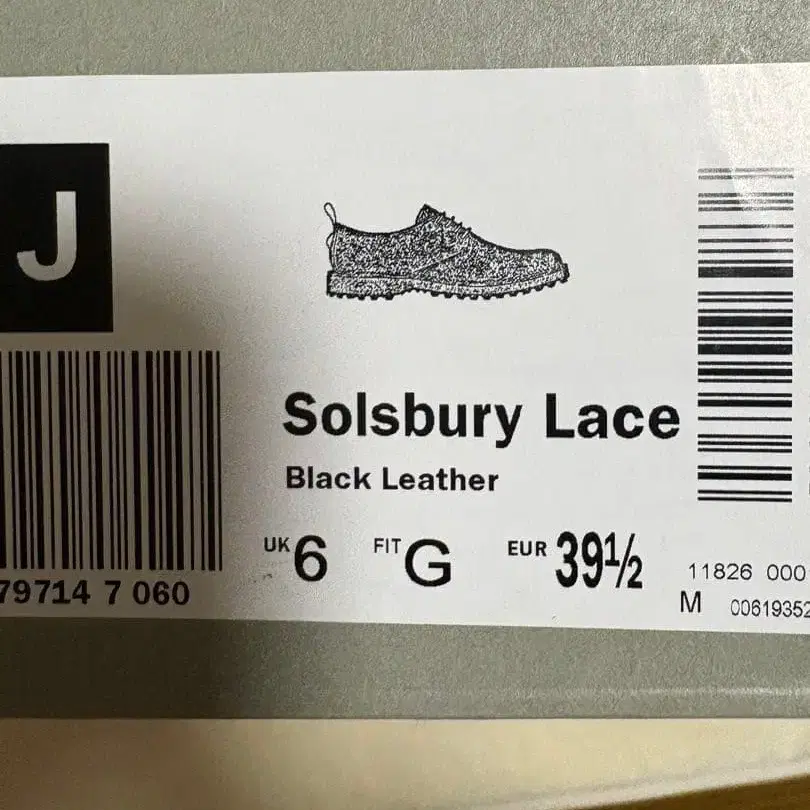 J
Solsbury Lace
Black Leather
UK 6 FIT G EUR 39½
79714 7 060
11826 000
M 00619352